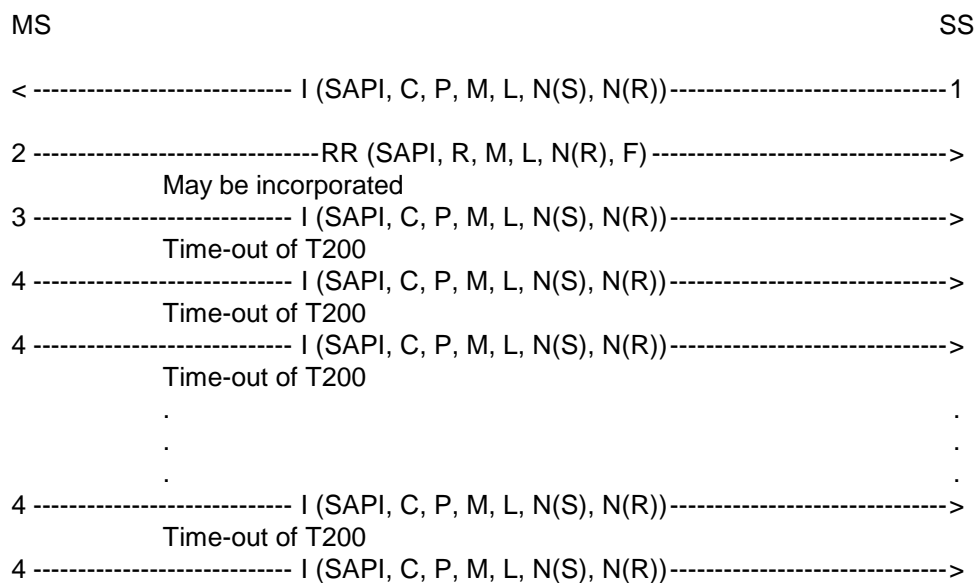 MS SS
< ----------------------------- I (SAPI, C, P, M, L, N(S), N(R))-------------------------------1
2 --------------------------------RR (SAPI, R, M, L, N(R), F) --------------------------------->
May be incorporated
3 ----------------------------- I (SAPI, C, P, M, L, N(S), N(R))------------------------------->
Time-out of T200
4 ----------------------------- I (SAPI, C, P, M, L, N(S), N(R))------------------------------->
Time-out of T200
4 ----------------------------- I (SAPI, C, P, M, L, N(S), N(R))------------------------------->
Time-out of T200
. .
. .
. .
4 ----------------------------- I (SAPI, C, P, M, L, N(S), N(R))------------------------------->
Time-out of T200
4 ----------------------------- I (SAPI, C, P, M, L, N(S), N(R))------------------------------->